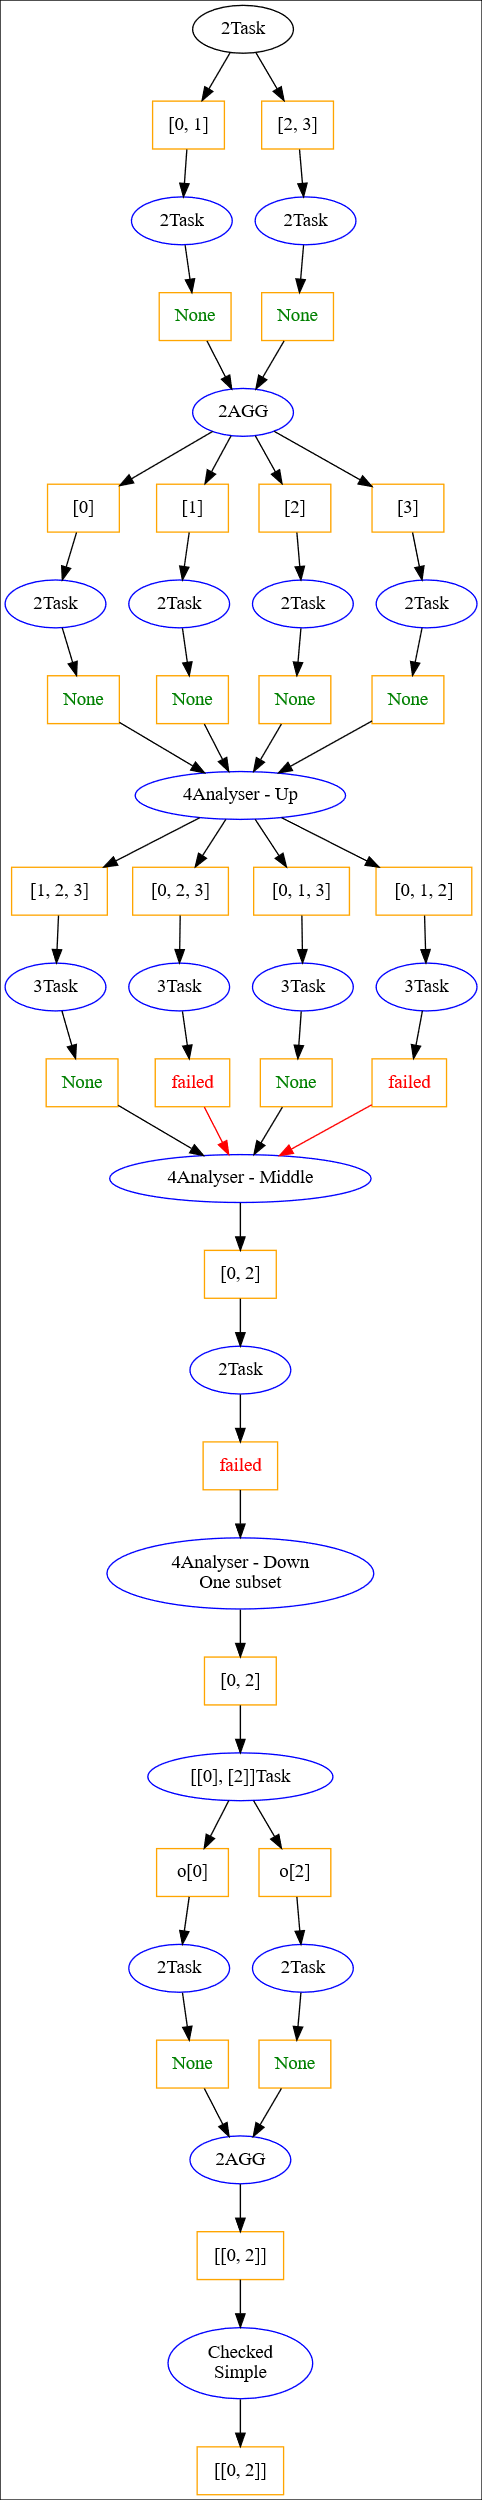 2Task
[0, 1]
[2, 3]
2Task
2Task
None
None
2AGG
[0]
[1]
[2]
[3]
2Task
2Task
2Task
2Task
None
None
None
None
4Analyser - Up
[1, 2, 3]
[0, 2, 3]
[0, 1, 3]
[0, 1, 2]
3Task
3Task
3Task
3Task
None
failed
None
failed
4Analyser - Middle
[0, 2]
2Task
failed
4Analyser - Down
One subset
[0, 2]
[[0], [2]]Task
o[0]
o[2]
2Task
2Task
None
None
2AGG
[[0, 2]]
Checked
Simple
[[0, 2]]